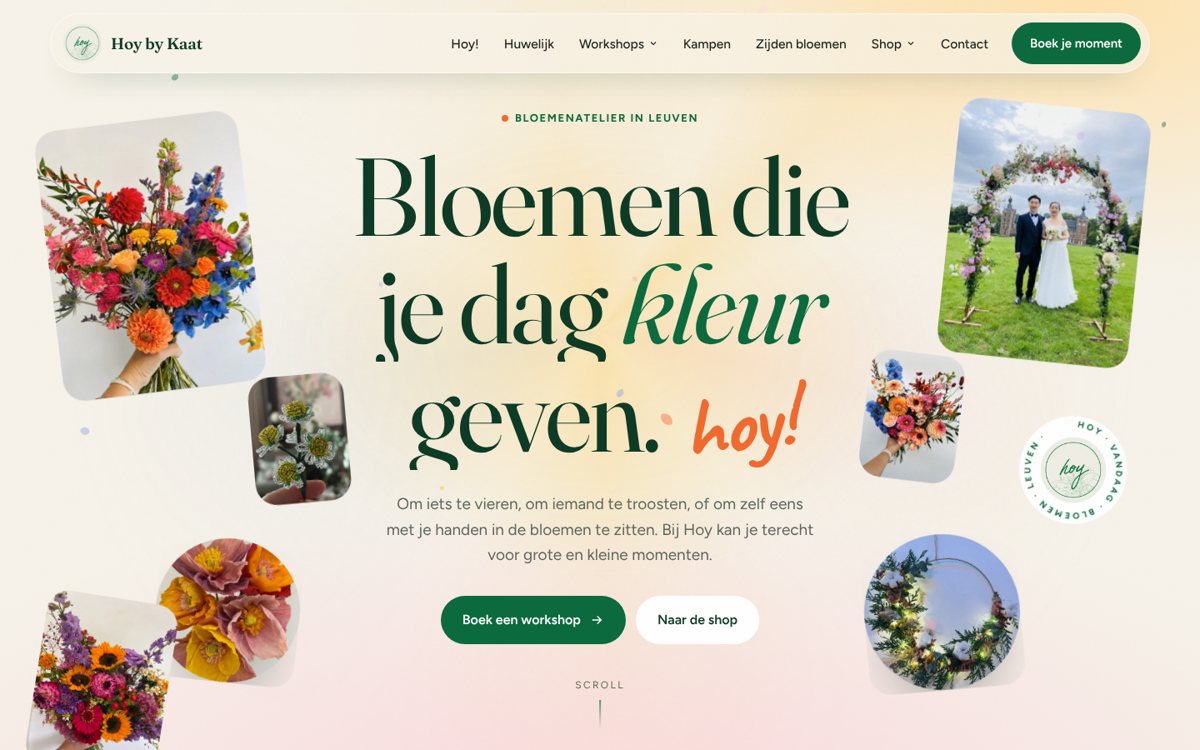 hoy
Hoy by Kaat
Hoy!
Huwelijk
Workshops
Kampen
Zijden bloemen
Shop
Contact
Boek je moment
BLOEMENATELIER IN LEUVEN
Bloemen die
je dag kleur
geven. hoy!
Om iets te vieren, om iemand te troosten, of om zelf eens
met je handen in de bloemen te zitten. Bij Hoy kan je terecht
voor grote en kleine momenten.
Boek een workshop →
Naar de shop
HOY · VANDAAG · BLOEMEN · LEUVEN ·
hoy
SCROLL